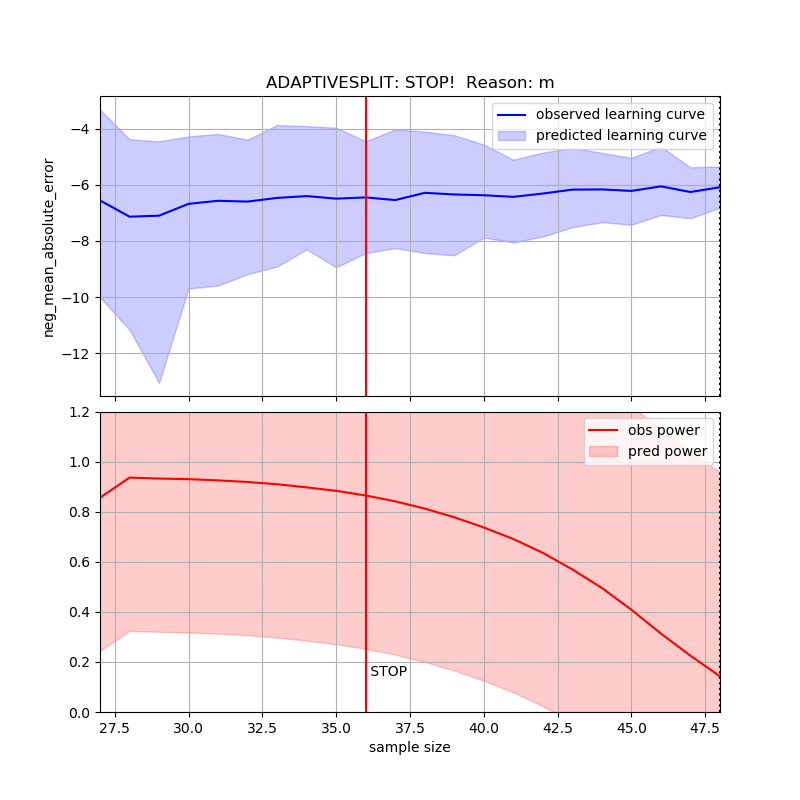 ADAPTIVESPLIT: STOP!  Reason: m
observed learning curve
predicted learning curve
neg_mean_absolute_error
−4
−6
−8
−10
−12
obs power
pred power
1.2
1.0
0.8
0.6
0.4
0.2
0.0
STOP
27.5 30.0 32.5 35.0 37.5 40.0 42.5 45.0 47.5
sample size